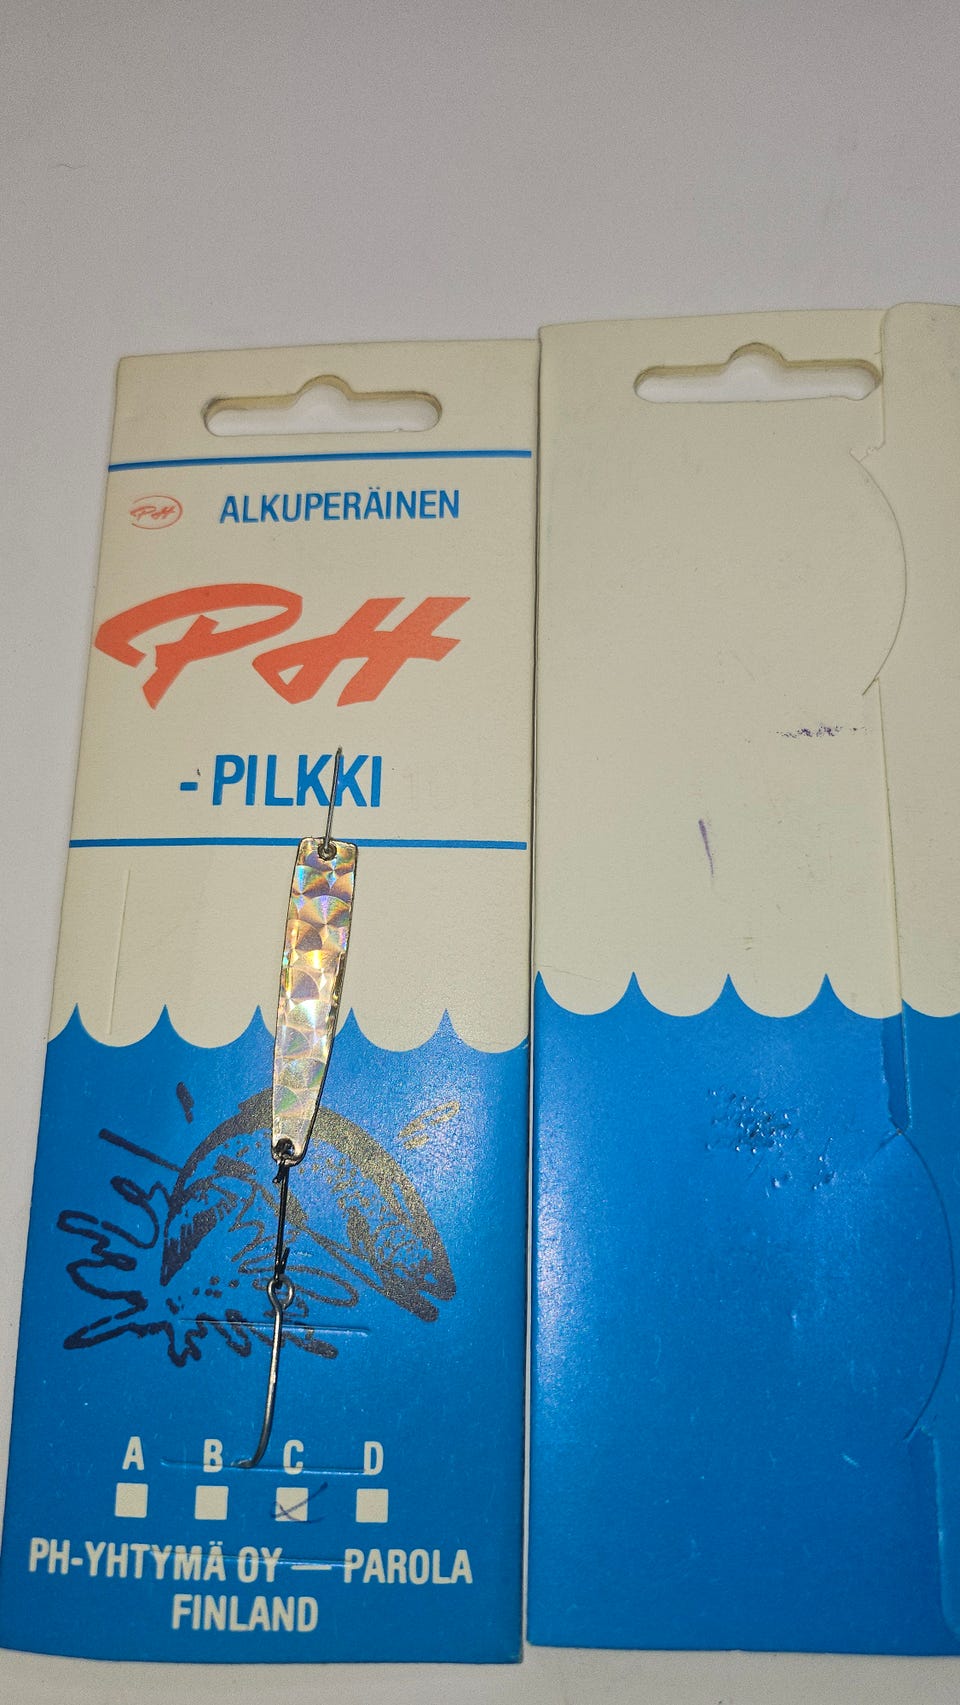 PH ALKUPERÄINEN
PH
-PILKKI
A B C D
PH-YHTYMÄ OY — PAROLA
FINLAND